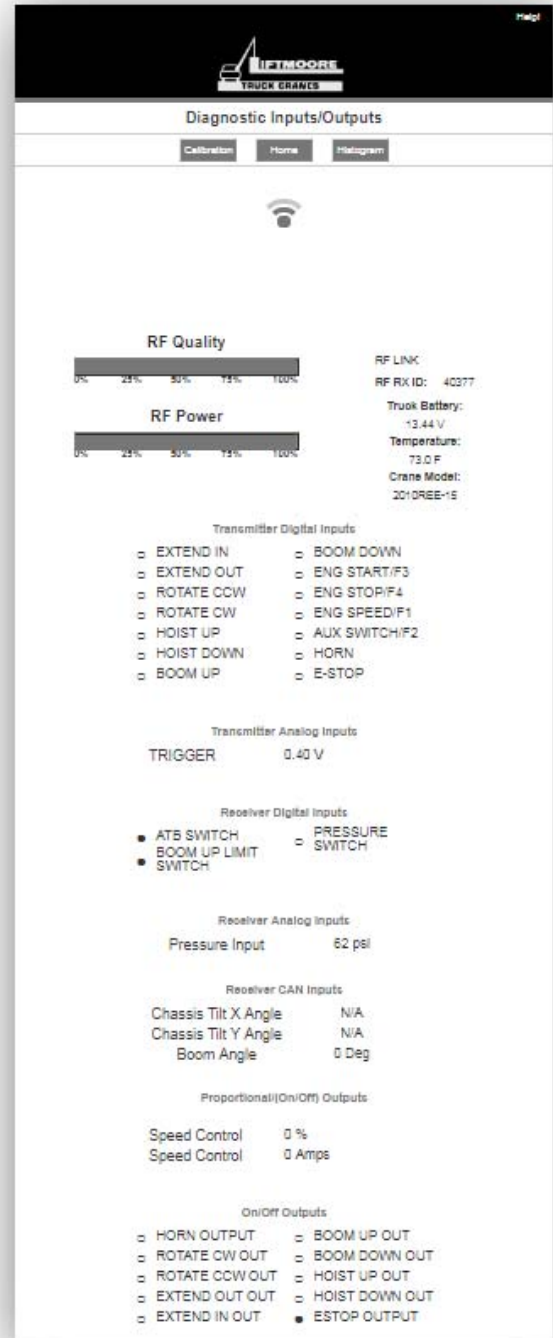 Help!
LIFTMOORE
TRUCK CRANES
Diagnostic Inputs/Outputs
Calibration Home Histogram
RF Quality
0% 25% 50% 75% 100%
RF Power
0% 25% 50% 75% 100%
RF LINK
RF RX ID: 40377
Truck Battery:
13.44 V
Temperature:
73.0 F
Crane Model:
2010REE-15
Transmitter Digital Inputs
EXTEND IN
EXTEND OUT
ROTATE CCW
ROTATE CW
HOIST UP
HOIST DOWN
BOOM UP
BOOM DOWN
ENG START/F3
ENG STOP/F4
ENG SPEED/F1
AUX SWITCH/F2
HORN
E-STOP
Transmitter Analog Inputs
TRIGGER 0.40 V
Receiver Digital Inputs
ATB SWITCH
BOOM UP LIMIT
SWITCH
PRESSURE
SWITCH
Receiver Analog Inputs
Pressure Input 62 psi
Receiver CAN Inputs
Chassis Tilt X Angle N/A
Chassis Tilt Y Angle N/A
Boom Angle 0 Deg
Proportional/(On/Off) Outputs
Speed Control 0 %
Speed Control 0 Amps
On/Off Outputs
HORN OUTPUT
ROTATE CW OUT
ROTATE CCW OUT
EXTEND OUT OUT
EXTEND IN OUT
BOOM UP OUT
BOOM DOWN OUT
HOIST UP OUT
HOIST DOWN OUT
ESTOP OUTPUT